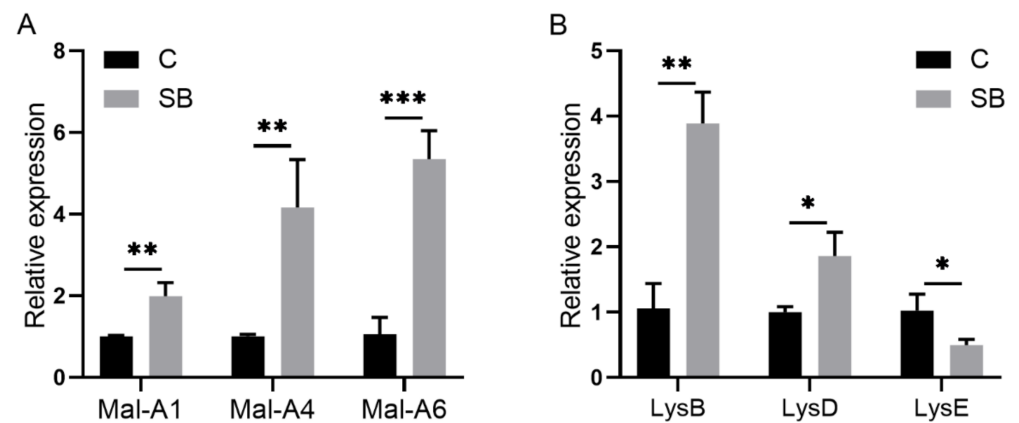 A
C
SB
Relative expression
8
6
4
2
0
**
**
***
Mal-A1 Mal-A4 Mal-A6
B
C
SB
Relative expression
5
4
3
2
1
0
**
*
*
LysB LysD LysE